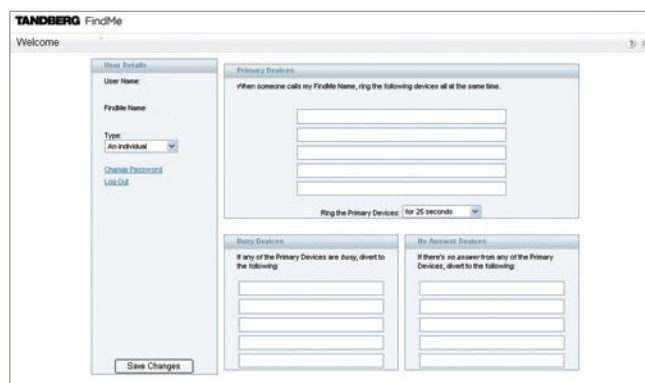 TANDBERG FindMe
Welcome
User Details
User Name:
FindMe Name
Type:
An individual
Change Password
Log Out
Save Changes
Primary Devices
When someone calls my FindMe Name, ring the following devices all at the same time.
Ring the Primary Devices: for 25 seconds
Busy Devices
If any of the Primary Devices are busy, divert to
the following:
No Answer Devices
If there's no answer from any of the Primary
Devices, divert to the following: